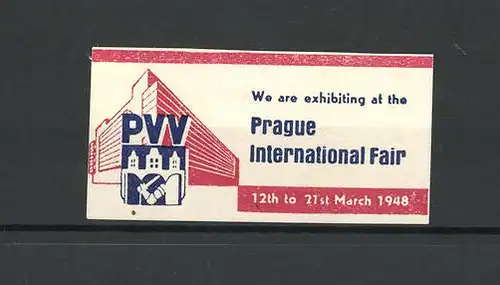 PVV
We are exhibiting at the
Prague
International Fair
12th to 21st March 1948